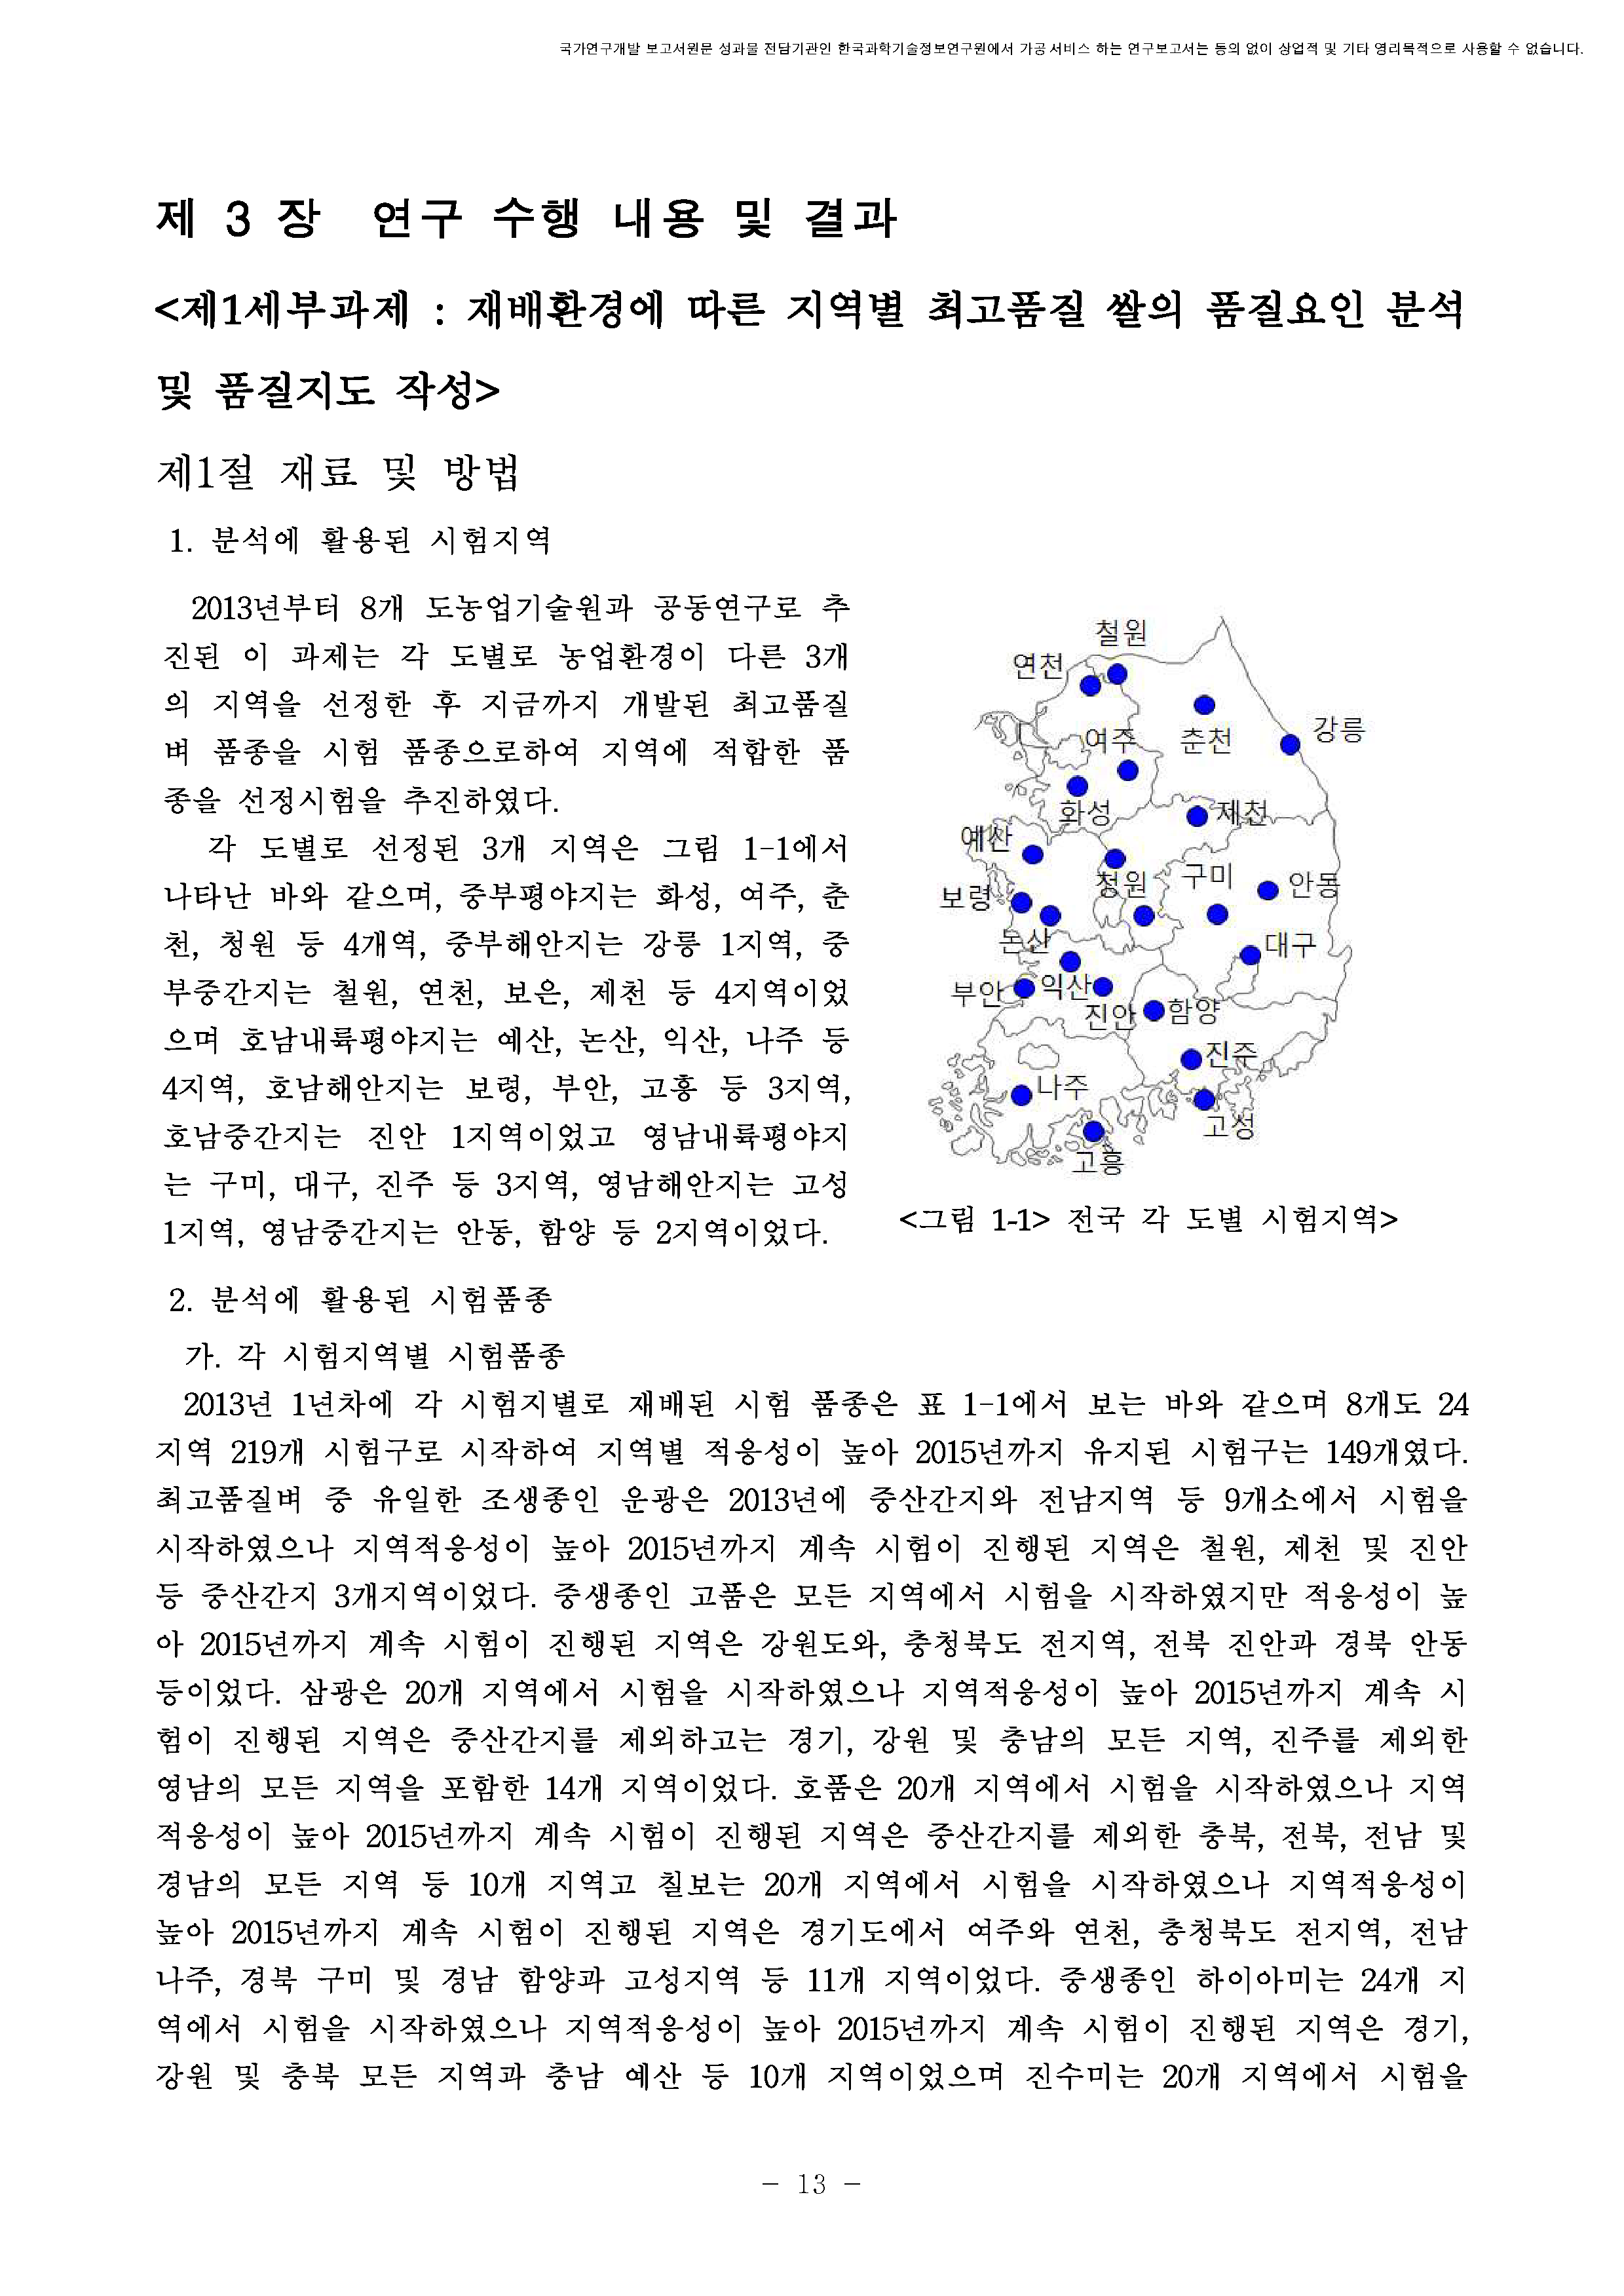 국가연구개발 보고서원문 성과물 전담기관인 한국과학기술정보연구원에서 가공·서비스 하는 연구보고서는 동의 없이 상업적 및 기타 영리목적으로 사용할 수 없습니다.
제 3 장 연구 수행 내용 및 결과
<제1세부과제 : 재배환경에 따른 지역별 최고품질 쌀의 품질요인 분석
및 품질지도 작성>
제1절 재료 및 방법
1. 분석에 활용된 시험지역
2013년부터 8개 도농업기술원과 공동연구로 추
진된 이 과제는 각 도별로 농업환경이 다른 3개
의 지역을 선정한 후 지금까지 개발된 최고품질
벼 품종을 시험 품종으로하여 지역에 적합한 품
종을 선정시험을 추진하였다.
각 도별로 선정된 3개 지역은 그림 1-1에서
나타난 바와 같으며, 중부평야지는 화성, 여주, 춘
천, 청원 등 4개역, 중부해안지는 강릉 1지역, 중
부중간지는 철원, 연천, 보은, 제천 등 4지역이었
으며 호남내륙평야지는 예산, 논산, 익산, 나주 등
4지역, 호남해안지는 보령, 부안, 고흥 등 3지역,
호남중간지는 진안 1지역이었고 영남내륙평야지
는 구미, 대구, 진주 등 3지역, 영남해안지는 고성
1지역, 영남중간지는 안동, 함양 등 2지역이었다.
철원
연천
강릉
여주
춘천
화성
제천
예산
청원
구미
안동
보령
논산
대구
부안
익산
진안
함양
진주
나주
고성
고흥
<그림 1-1> 전국 각 도별 시험지역>
2. 분석에 활용된 시험품종
가. 각 시험지역별 시험품종
2013년 1년차에 각 시험지별로 재배된 시험 품종은 표 1-1에서 보는 바와 같으며 8개도 24
지역 219개 시험구로 시작하여 지역별 적응성이 높아 2015년까지 유지된 시험구는 149개였다.
최고품질벼 중 유일한 조생종인 운광은 2013년에 중산간지와 전남지역 등 9개소에서 시험을
시작하였으나 지역적응성이 높아 2015년까지 계속 시험이 진행된 지역은 철원, 제천 및 진안
등 중산간지 3개지역이었다. 중생종인 고품은 모든 지역에서 시험을 시작하였지만 적응성이 높
아 2015년까지 계속 시험이 진행된 지역은 강원도와, 충청북도 전지역, 전북 진안과 경북 안동
등이었다. 삼광은 20개 지역에서 시험을 시작하였으나 지역적응성이 높아 2015년까지 계속 시
험이 진행된 지역은 중산간지를 제외하고는 경기, 강원 및 충남의 모든 지역, 진주를 제외한
영남의 모든 지역을 포함한 14개 지역이었다. 호품은 20개 지역에서 시험을 시작하였으나 지역
적응성이 높아 2015년까지 계속 시험이 진행된 지역은 중산간지를 제외한 충북, 전북, 전남 및
경남의 모든 지역 등 10개 지역고 칠보는 20개 지역에서 시험을 시작하였으나 지역적응성이
높아 2015년까지 계속 시험이 진행된 지역은 경기도에서 여주와 연천, 충청북도 전지역, 전남
나주, 경북 구미 및 경남 함양과 고성지역 등 11개 지역이었다. 중생종인 하이아미는 24개 지
역에서 시험을 시작하였으나 지역적응성이 높아 2015년까지 계속 시험이 진행된 지역은 경기,
강원 및 충북 모든 지역과 충남 예산 등 10개 지역이었으며 진수미는 20개 지역에서 시험을
- 13 -